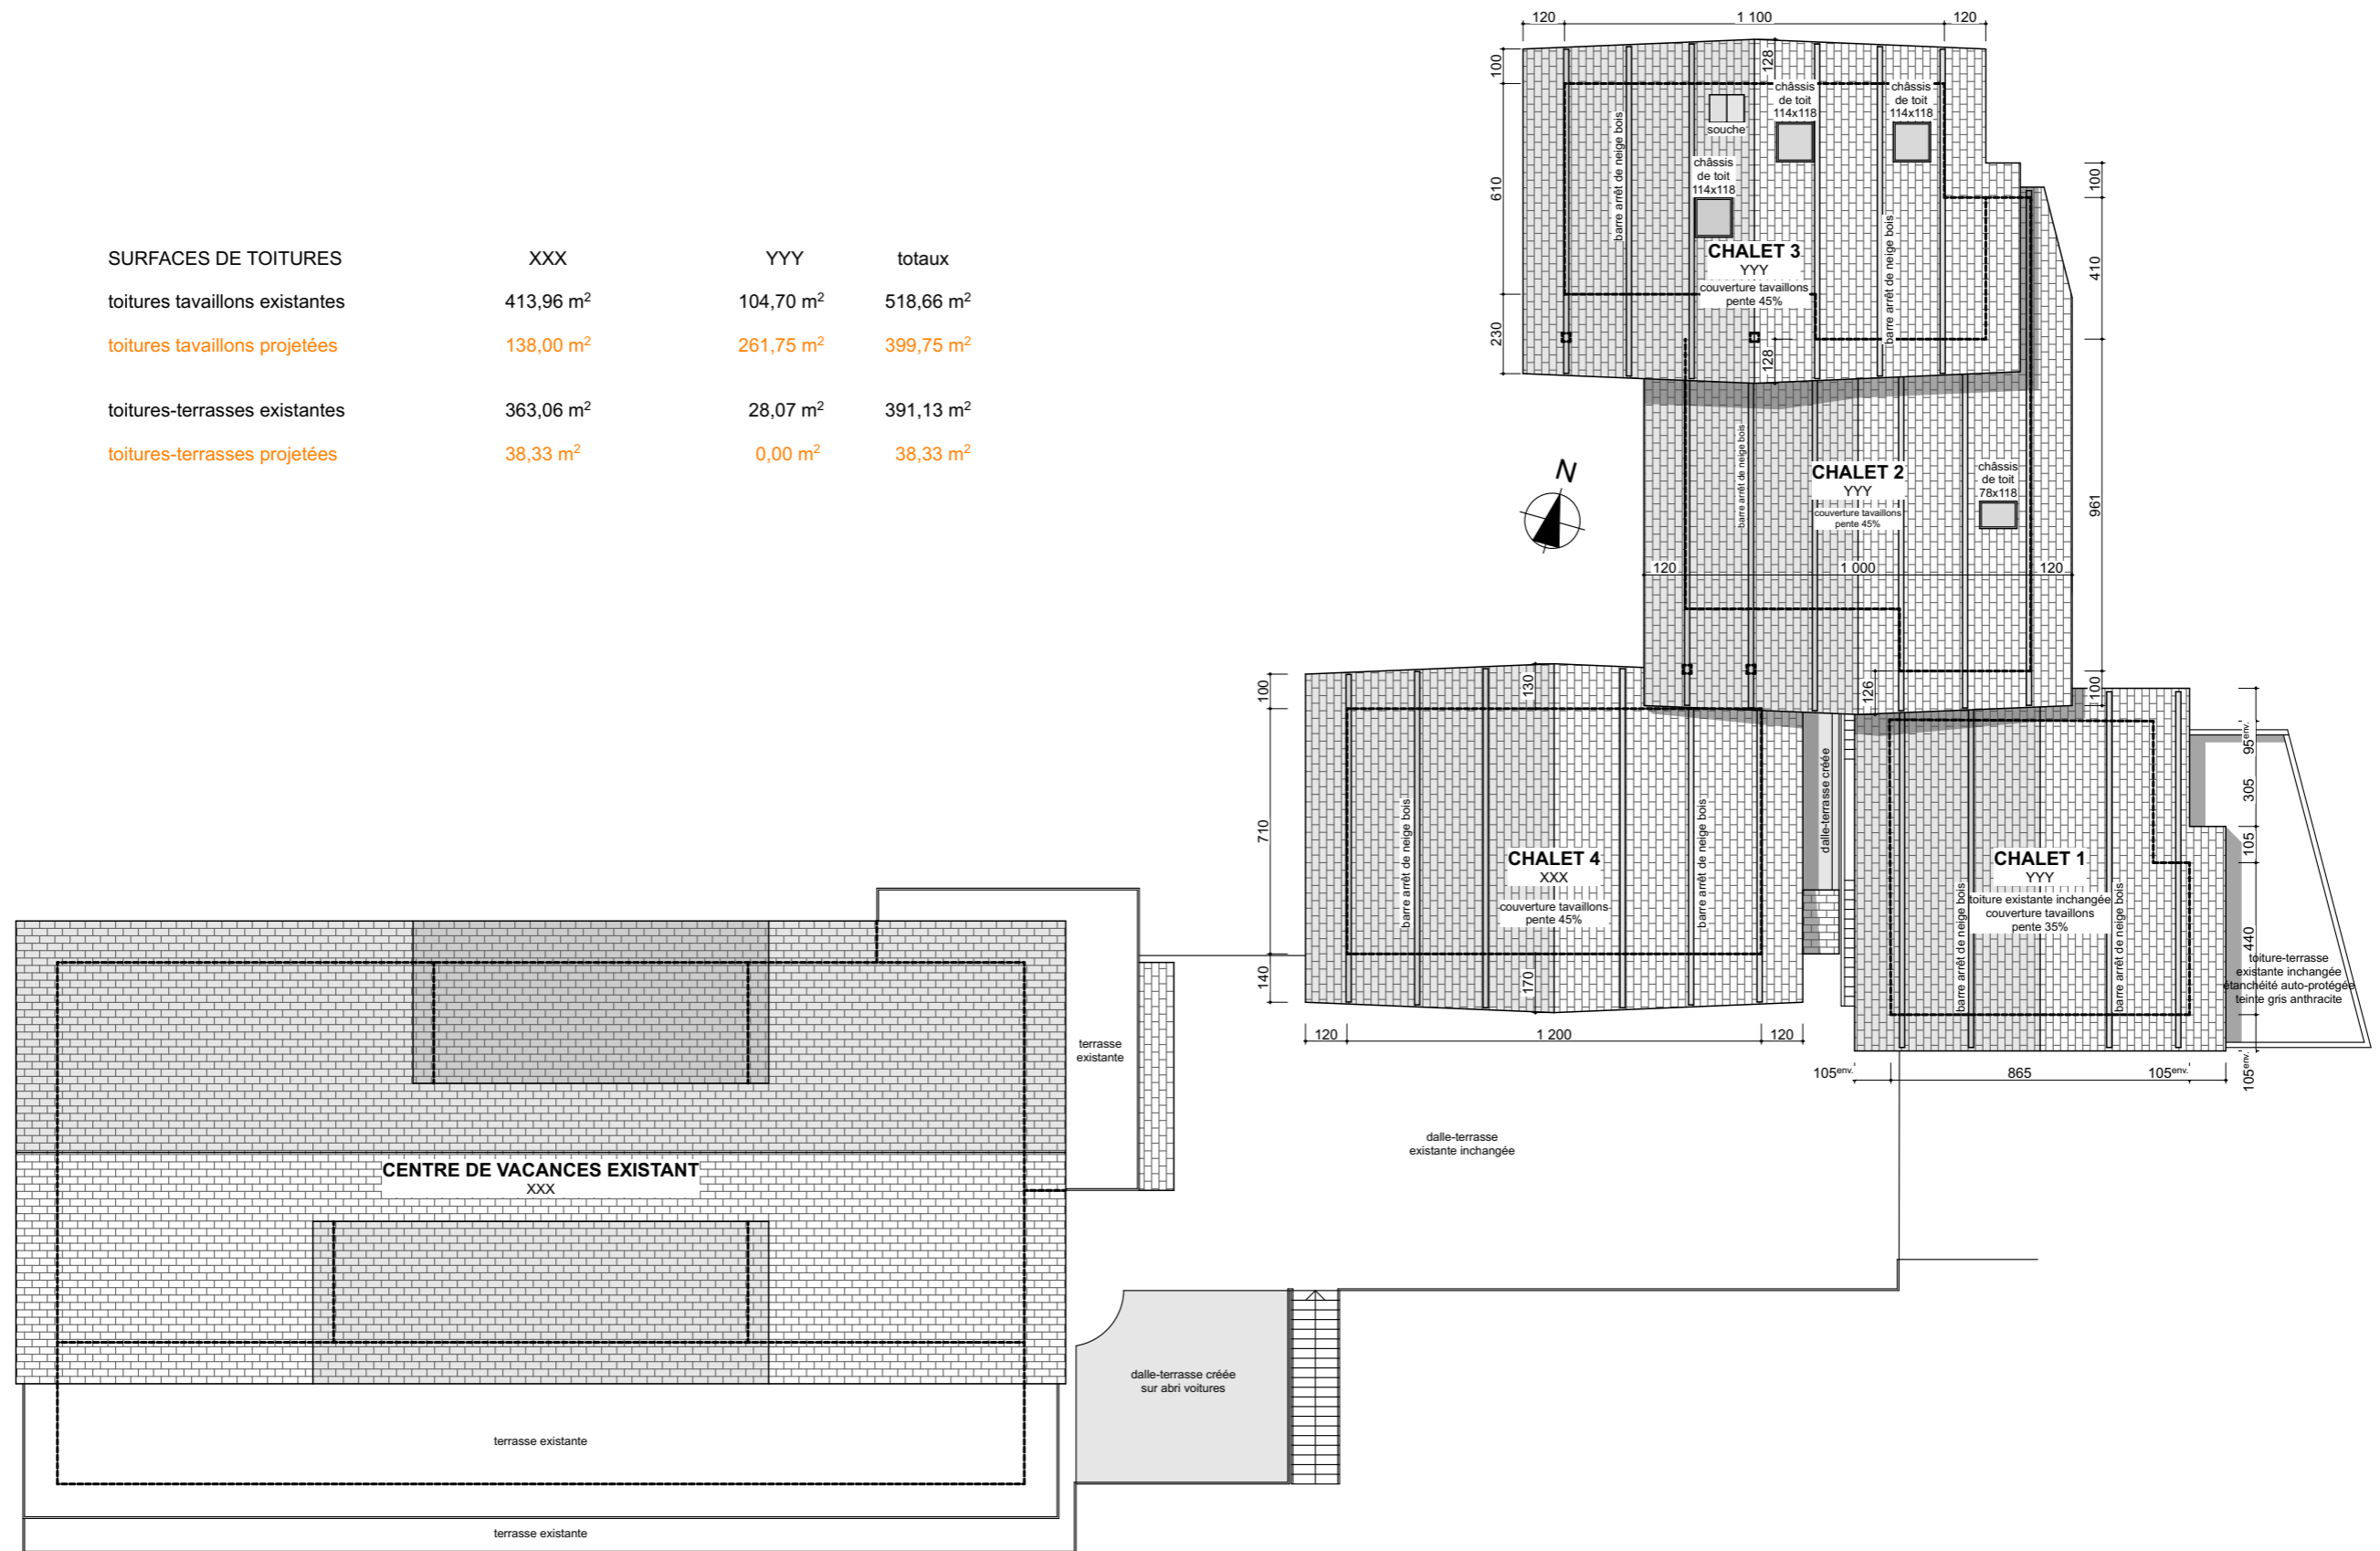 SURFACES DE TOITURES XXX YYY totaux
toitures tavaillons existantes 413,96 m² 104,70 m² 518,66 m²
toitures tavaillons projetées 138,00 m² 261,75 m² 399,75 m²
toitures-terrasses existantes 363,06 m² 28,07 m² 391,13 m²
toitures-terrasses projetées 38,33 m² 0,00 m² 38,33 m²
120 1 100 120
100
610
230
128
châssis
de toit
114x118
châssis
de toit
114x118
souche
châssis
de toit
114x118
barre arrêt de neige bois
barre arrêt de neige bois
CHALET 3
YYY
couverture tavaillons
pente 45%
128
100
410
961
100
N
barre arrêt de neige bois
CHALET 2
YYY
couverture tavaillons
pente 45%
châssis
de toit
78x118
120 1 000 120
126
100
710
140
130
barre arrêt de neige bois
barre arrêt de neige bois
CHALET 4
XXX
couverture tavaillons
pente 45%
170
120 1 200 120
dalle-terrasse créée
CHALET 1
YYY
toiture existante inchangée
couverture tavaillons
pente 35%
barre arrêt de neige bois
barre arrêt de neige bois
95env.
305
105
440
105env.
toiture-terrasse
existante inchangée
étanchéité auto-protégée
teinte gris anthracite
105env. 865 105env.
terrasse
existante
dalle-terrasse
existante inchangée
CENTRE DE VACANCES EXISTANT
XXX
dalle-terrasse créée
sur abri voitures
terrasse existante
terrasse existante